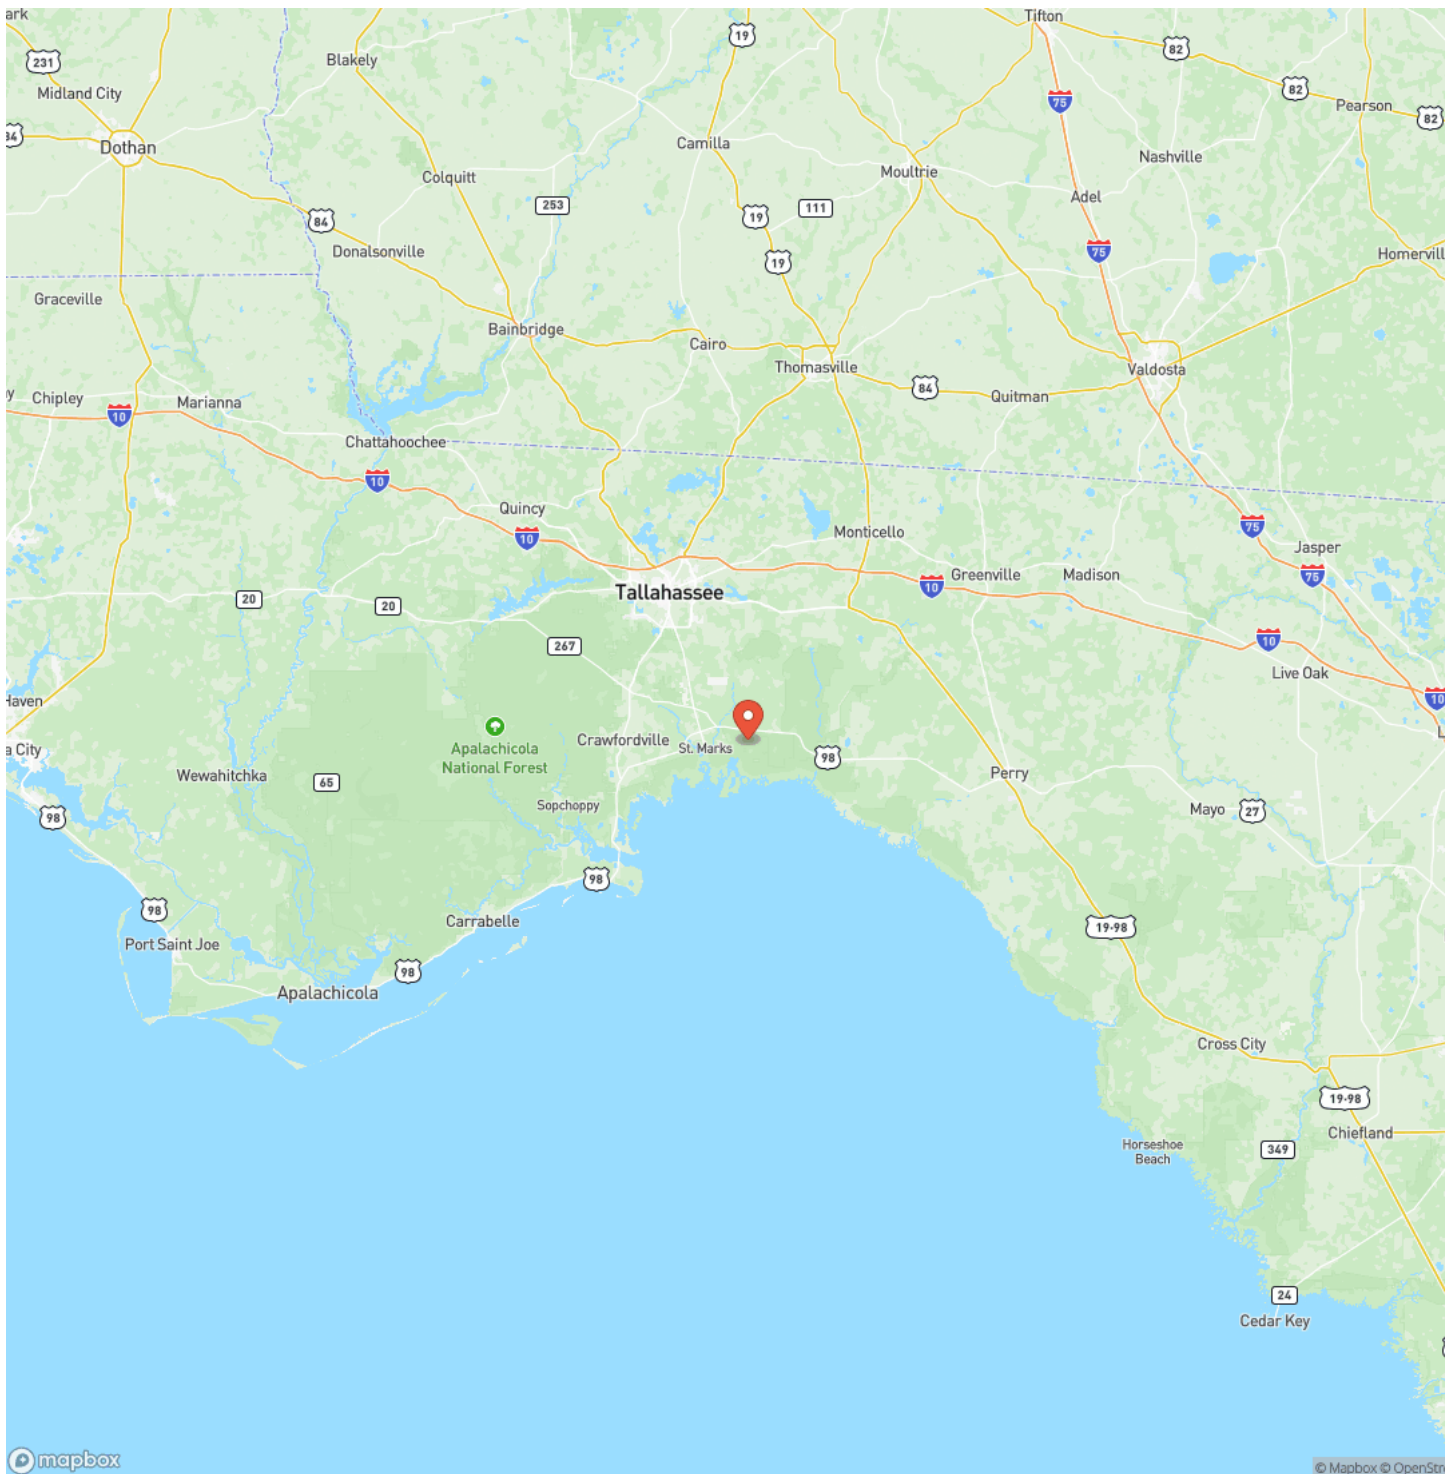 ark
19
Tifton
82
231
Blakely
Midland City
75
82
Pearson
82
84
Dothan
Camilla
Nashville
Colquitt
Moultrie
Adel
253
19
111
84
Donalsonville
19
75
Homervill
Graceville
Bainbridge
Cairo
Thomasville
Valdosta
84
Quitman
y
Chipley
Marianna
10
Chattahoochee
10
Quincy
10
Monticello
75
Jasper
Tallahassee
10
Greenville
Madison
75
20
20
267
10
Live Oak
Haven
10
L
a City
Apalachicola
National Forest
Crawfordville
St. Marks
98
Wewahitchka
65
Perry
Sopchoppy
Mayo
27
98
98
98
Carrabelle
19-98
Port Saint Joe
98
Apalachicola
Cross City
19-98
Chiefland
Horseshoe
Beach
349
24
Cedar Key
mapbox
© Mapbox © OpenStr